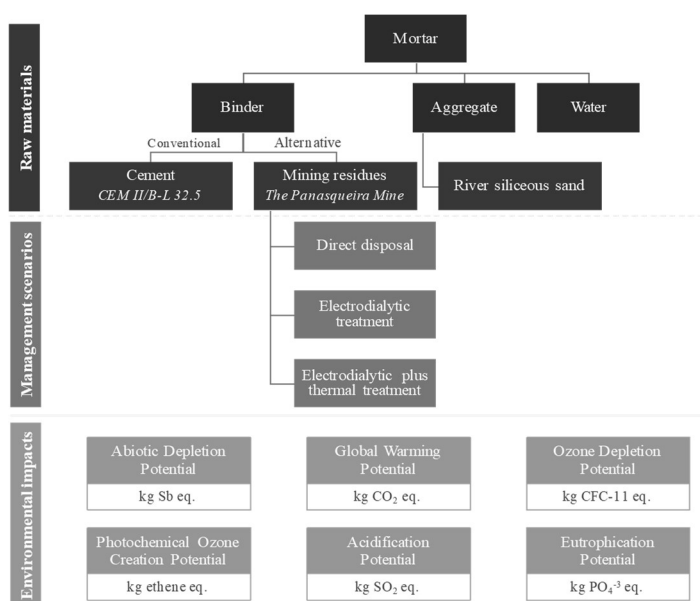 Raw materials
Mortar
Binder
Aggregate
Water
Conventional
Alternative
Cement
CEM II/B-L 32.5
Mining residues
The Panasqueira Mine
River siliceous sand
Management scenarios
Direct disposal
Electrodialytic
treatment
Electrodialytic plus
thermal treatment
Environmental impacts
Abiotic Depletion
Potential
kg Sb eq.
Global Warming
Potential
kg CO₂ eq.
Ozone Depletion
Potential
kg CFC-11 eq.
Photochemical Ozone
Creation Potential
kg ethene eq.
Acidification
Potential
kg SO₂ eq.
Eutrophication
Potential
kg PO₄⁻³ eq.